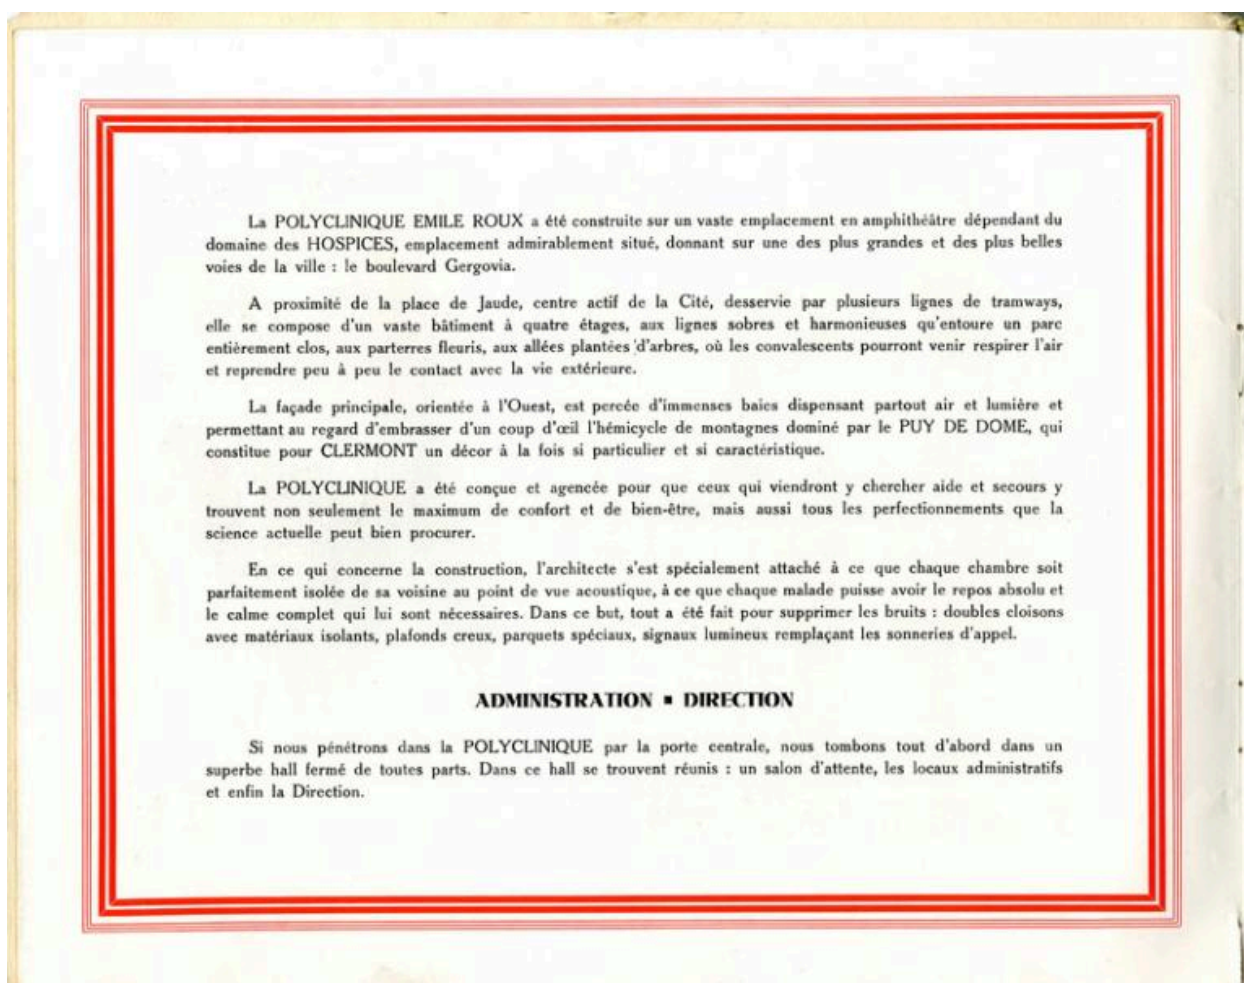 La POLYCLINIQUE EMILE ROUX a été construite sur un vaste emplacement en amphithéâtre dépendant du
domaine des HOSPICES, emplacement admirablement situé, donnant sur une des plus grandes et des plus belles
voies de la ville : le boulevard Gergovia.
A proximité de la place de Jaude, centre actif de la Cité, desservie par plusieurs lignes de tramways,
elle se compose d'un vaste bâtiment à quatre étages, aux lignes sobres et harmonieuses qu'entoure un parc
entièrement clos, aux parterres fleuris, aux allées plantées d'arbres, où les convalescents pourront venir respirer l'air
et reprendre peu à peu le contact avec la vie extérieure.
La façade principale, orientée à l'Ouest, est percée d'immenses baies dispensant partout air et lumière et
permettant au regard d'embrasser d'un coup d'œil l'hémicycle de montagnes dominé par le PUY DE DOME, qui
constitue pour CLERMONT un décor à la fois si particulier et si caractéristique.
La POLYCLINIQUE a été conçue et agencée pour que ceux qui viendront y chercher aide et secours y
trouvent non seulement le maximum de confort et de bien-être, mais aussi tous les perfectionnements que la
science actuelle peut bien procurer.
En ce qui concerne la construction, l'architecte s'est spécialement attaché à ce que chaque chambre soit
parfaitement isolée de sa voisine au point de vue acoustique, à ce que chaque malade puisse avoir le repos absolu et
le calme complet qui lui sont nécessaires. Dans ce but, tout a été fait pour supprimer les bruits : doubles cloisons
avec matériaux isolants, plafonds creux, parquets spéciaux, signaux lumineux remplaçant les sonneries d'appel.
ADMINISTRATION ▪ DIRECTION
Si nous pénétrons dans la POLYCLINIQUE par la porte centrale, nous tombons tout d'abord dans un
superbe hall fermé de toutes parts. Dans ce hall se trouvent réunis : un salon d'attente, les locaux administratifs
et enfin la Direction.